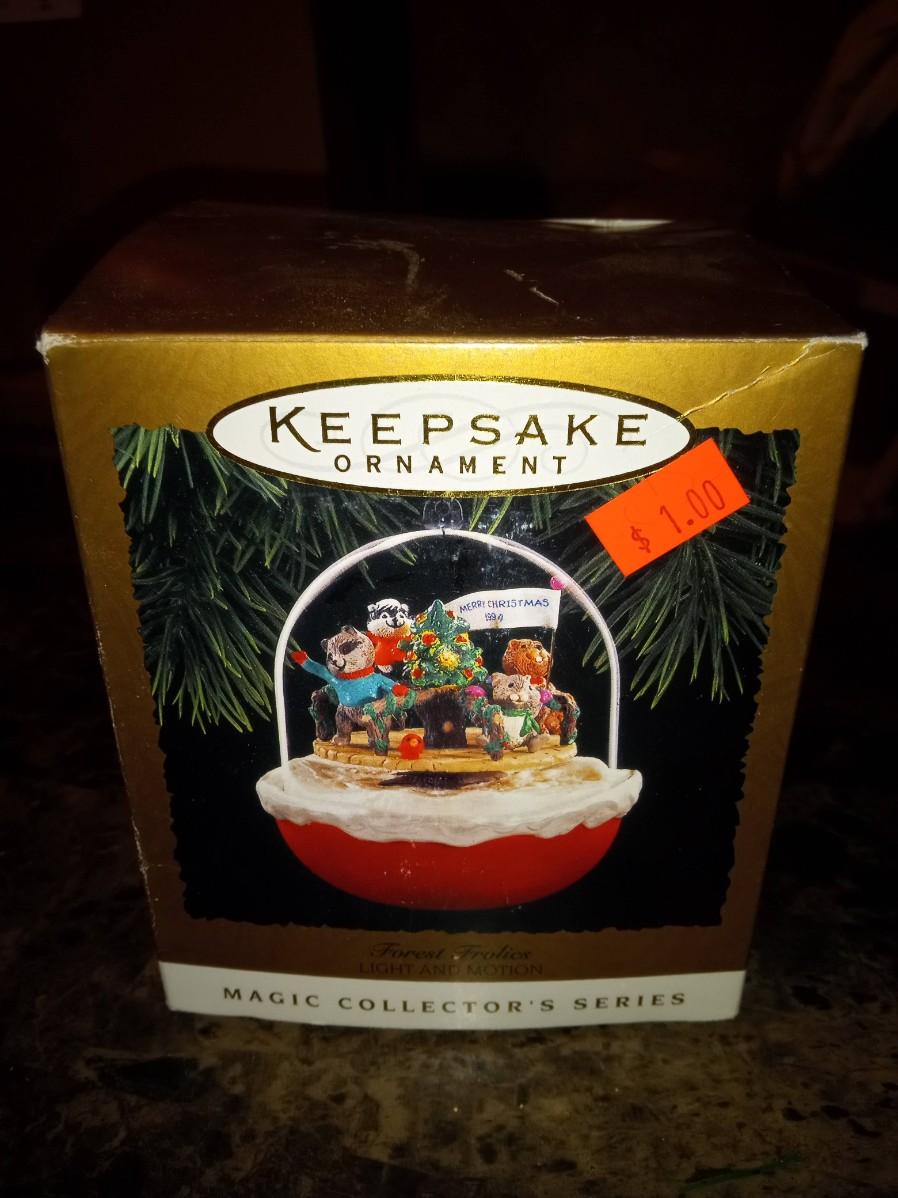 KEEPSAKE
ORNAMENT
$ 1.00
MERRY CHRISTMAS
1994
Forest Frolics
LIGHT AND MOTION
MAGIC COLLECTOR'S SERIES